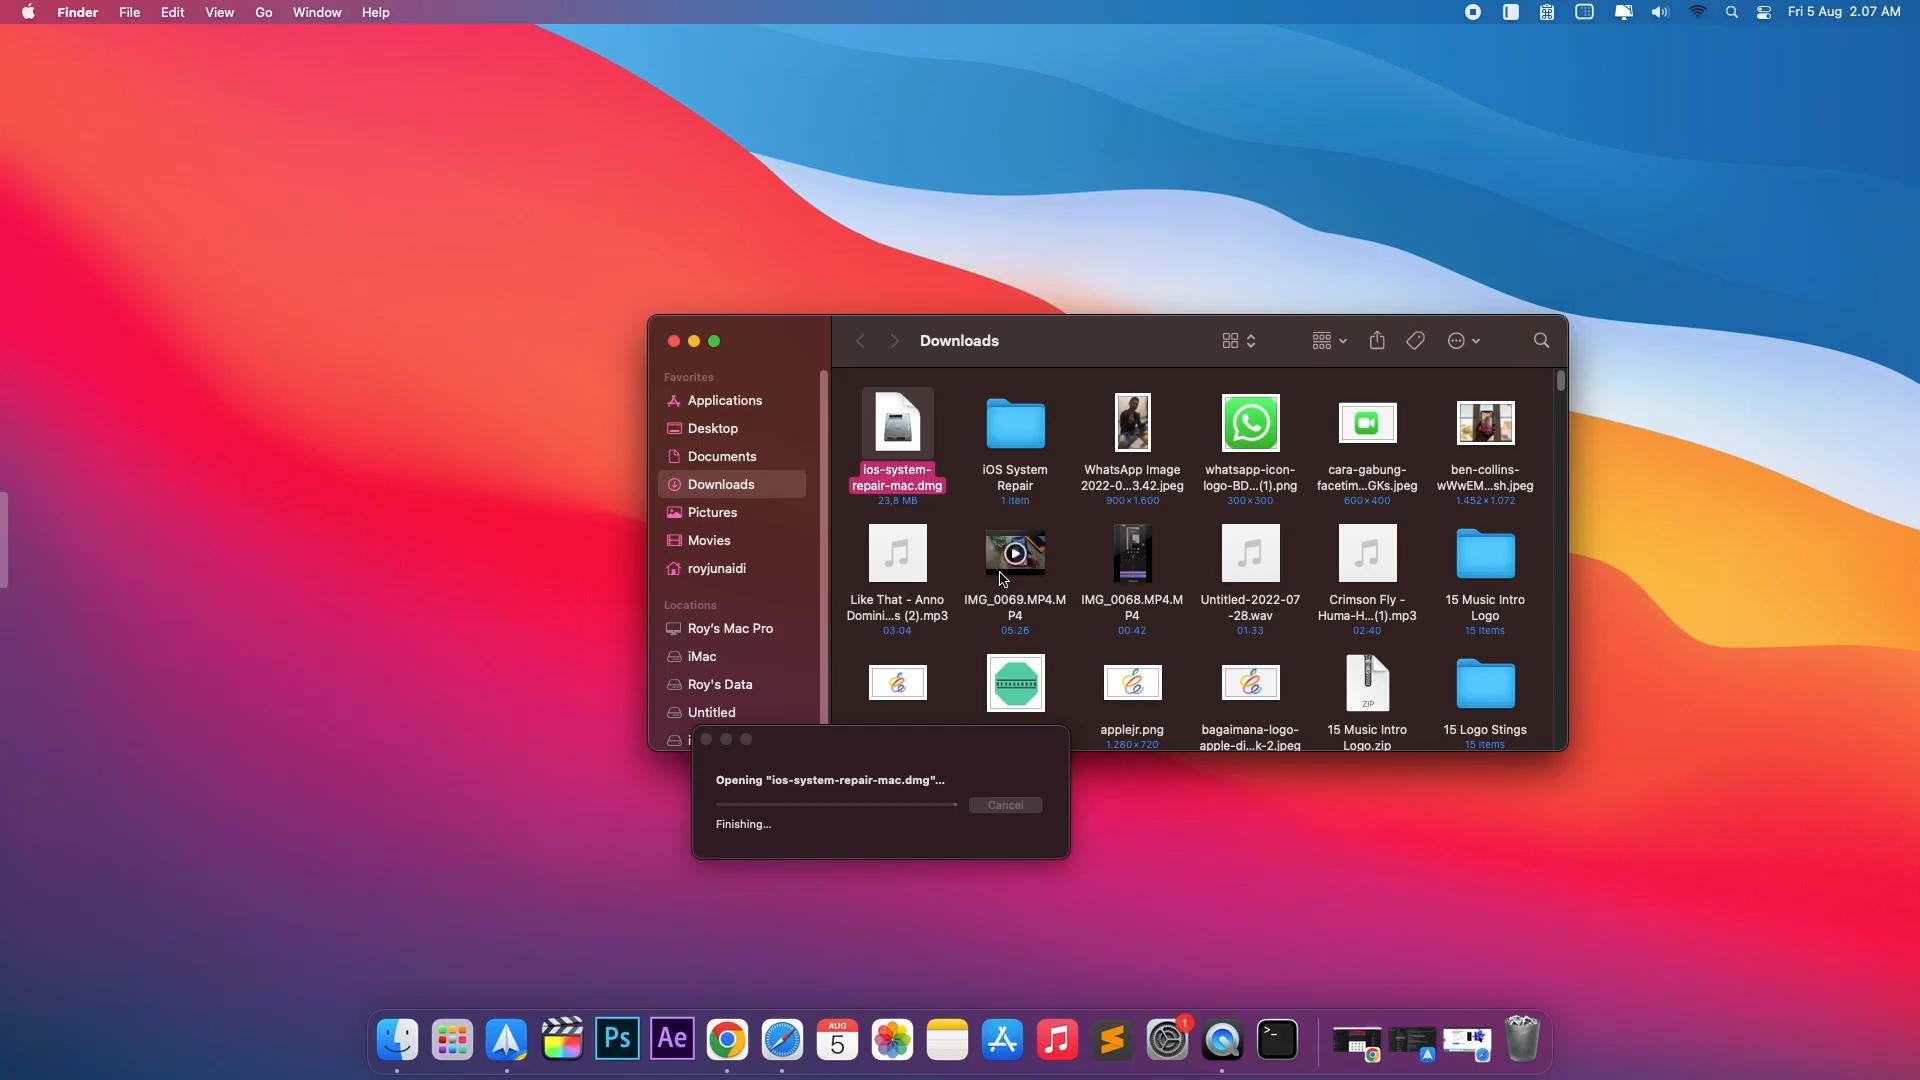 Finder File Edit View Go Window Help
Fri 5 Aug 2.07 AM
Downloads
Favorites
Applications
Desktop
Documents
Downloads
Pictures
Movies
royjunaidi
Locations
Roy's Mac Pro
iMac
Roy's Data
Untitled
ios-system-
repair-mac.dmg
23,8 MB
iOS System
Repair
1 item
WhatsApp Image
2022-0...3.42.jpeg
900×1.600
whatsapp-icon-
logo-BD...(1).png
300×300
cara-gabung-
facetim...GKs.jpeg
600×400
ben-collins-
wWwEM...sh.jpeg
1.452×1.072
Like That - Anno
Domini...s (2).mp3
03:04
IMG_0069.MP4.M
P4
05:26
IMG_0068.MP4.M
P4
00:42
Untitled-2022-07
-28.wav
01:33
Crimson Fly -
Huma-H...(1).mp3
02:40
15 Music Intro
Logo
15 items
applejr.png
1.280×720
bagaimana-logo-
apple-di...k-2.jpeg
ZIP
15 Music Intro
Logo.zip
15 Logo Stings
15 items
Opening "ios-system-repair-mac.dmg"...
Cancel
Finishing...
Ps
Ae
AUG
5
1